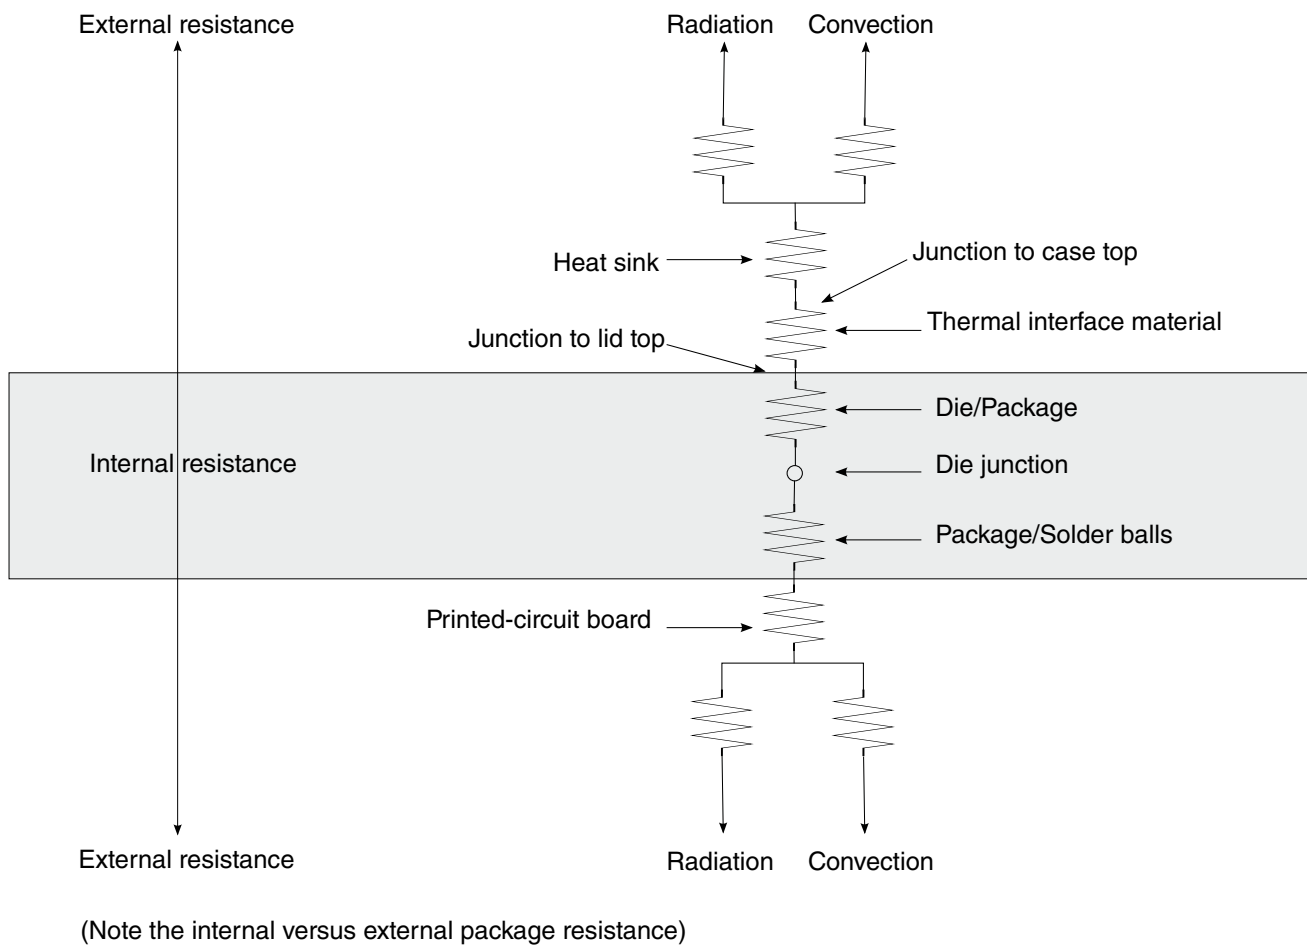 External resistance
Radiation
Convection
Heat sink
Junction to case top
Thermal interface material
Junction to lid top
Die/Package
Internal resistance
Die junction
Package/Solder balls
Printed-circuit board
External resistance
Radiation
Convection
(Note the internal versus external package resistance)